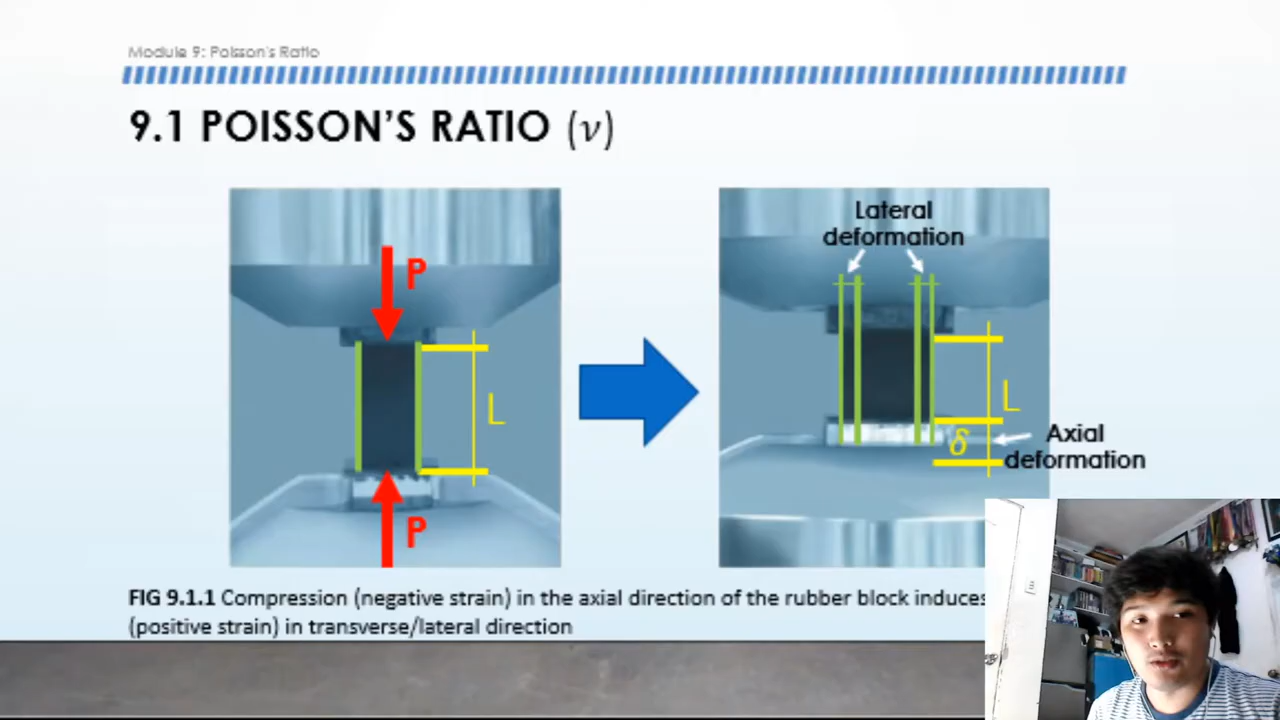 Module 9: Poisson's Ratio
9.1 POISSON'S RATIO (ν)
P
L
P
Lateral
deformation
L
δ
Axial
deformation
FIG 9.1.1 Compression (negative strain) in the axial direction of the rubber block induces
(positive strain) in transverse/lateral direction